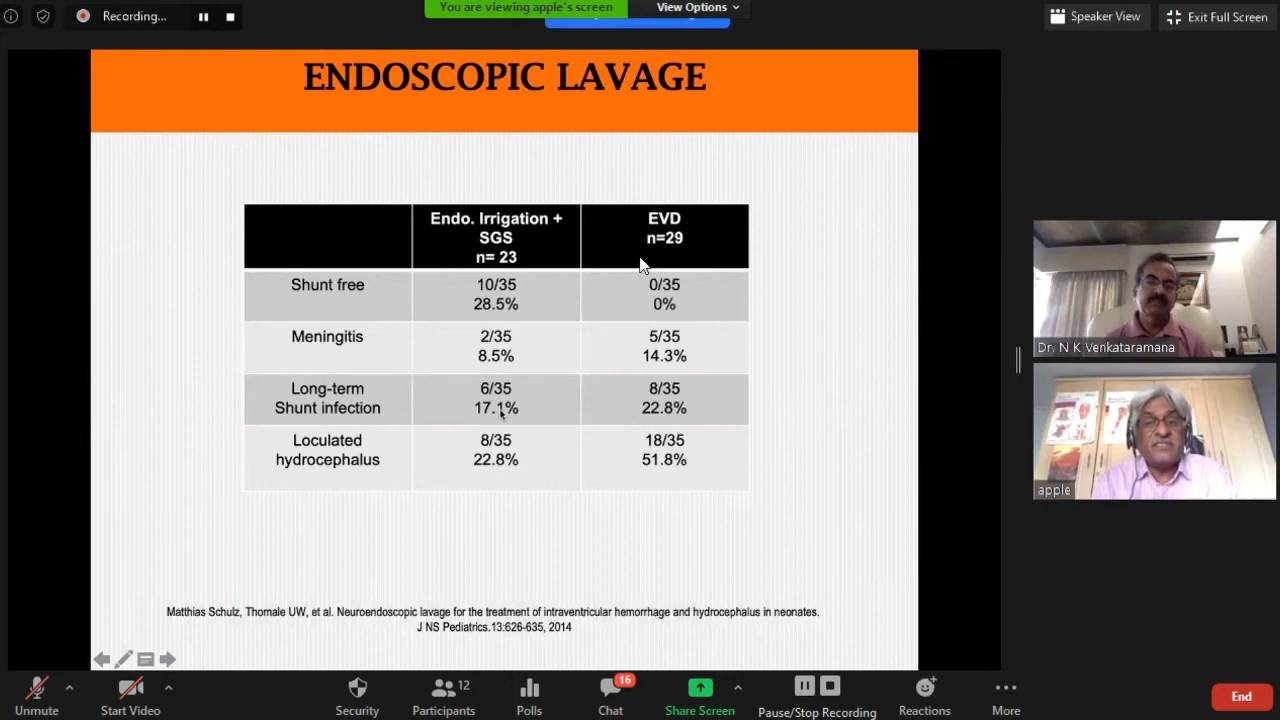 Recording...
You are viewing apple's screen
View Options
Speaker View
Exit Full Screen
ENDOSCOPIC LAVAGE
Endo. Irrigation +
SGS
n= 23
EVD
n=29
Shunt free
10/35
28.5%
0/35
0%
Meningitis
2/35
8.5%
5/35
14.3%
Long-term
Shunt infection
6/35
17.1%
8/35
22.8%
Loculated
hydrocephalus
8/35
22.8%
18/35
51.8%
Matthias Schulz, Thomale UW, et al. Neuroendoscopic lavage for the treatment of intraventricular hemorrhage and hydrocephalus in neonates.
J NS Pediatrics.13:626-635, 2014
Dr. N K Venkataramana
apple
Unmute
Start Video
Security
12
Participants
Polls
16
Chat
Share Screen
Pause/Stop Recording
Reactions
More
End